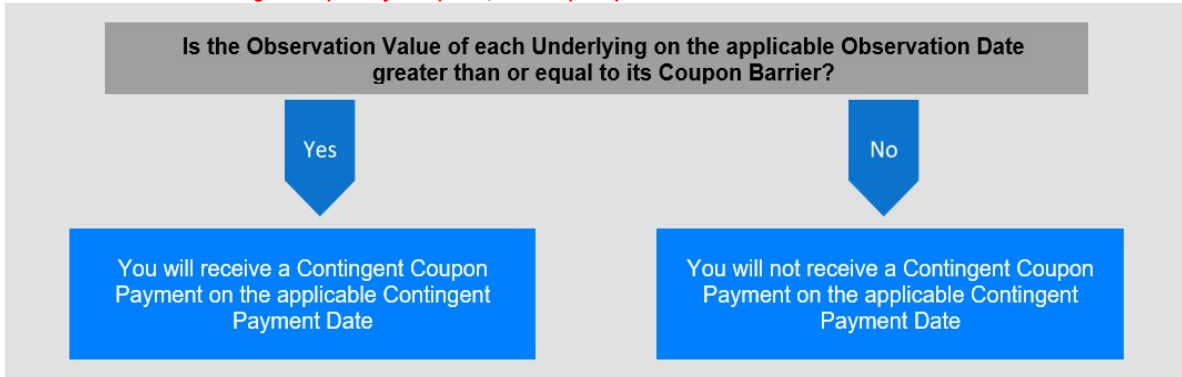 Is the Observation Value of each Underlying on the applicable Observation Date
greater than or equal to its Coupon Barrier?
Yes
No
You will receive a Contingent Coupon
Payment on the applicable Contingent
Payment Date
You will not receive a Contingent Coupon
Payment on the applicable Contingent
Payment Date